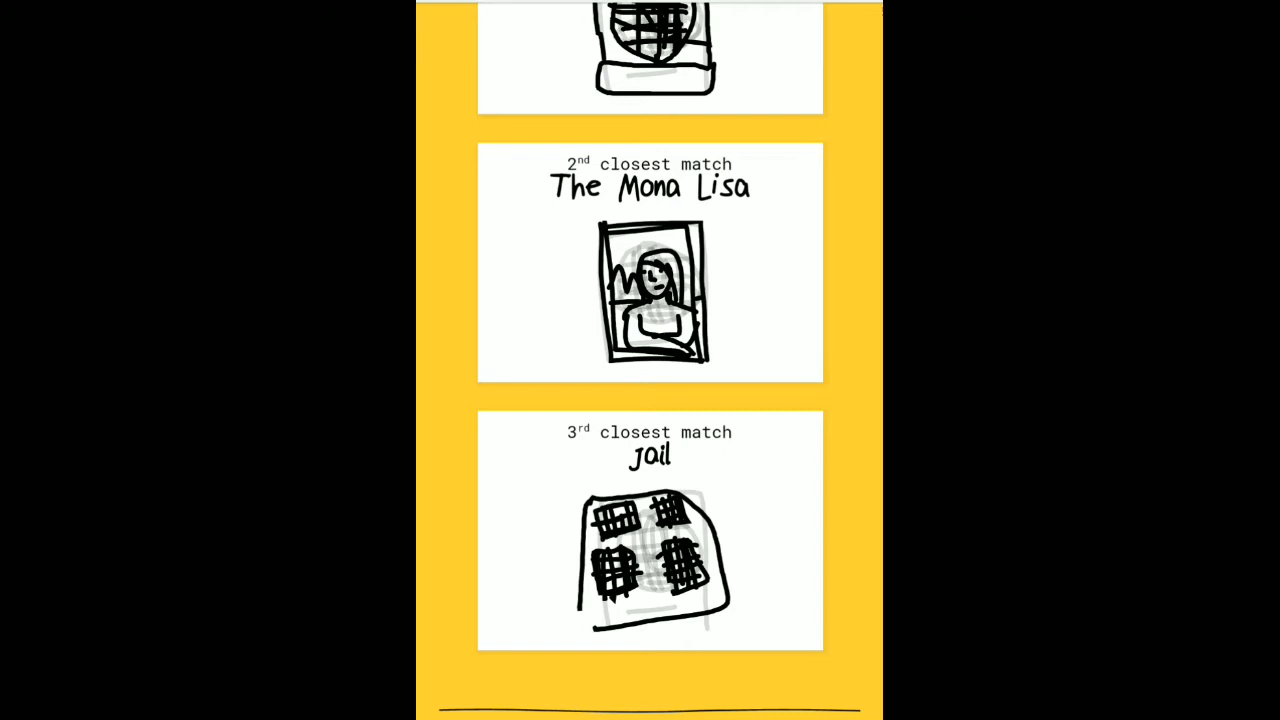 2nd closest match
The Mona Lisa
3rd closest match
Jail